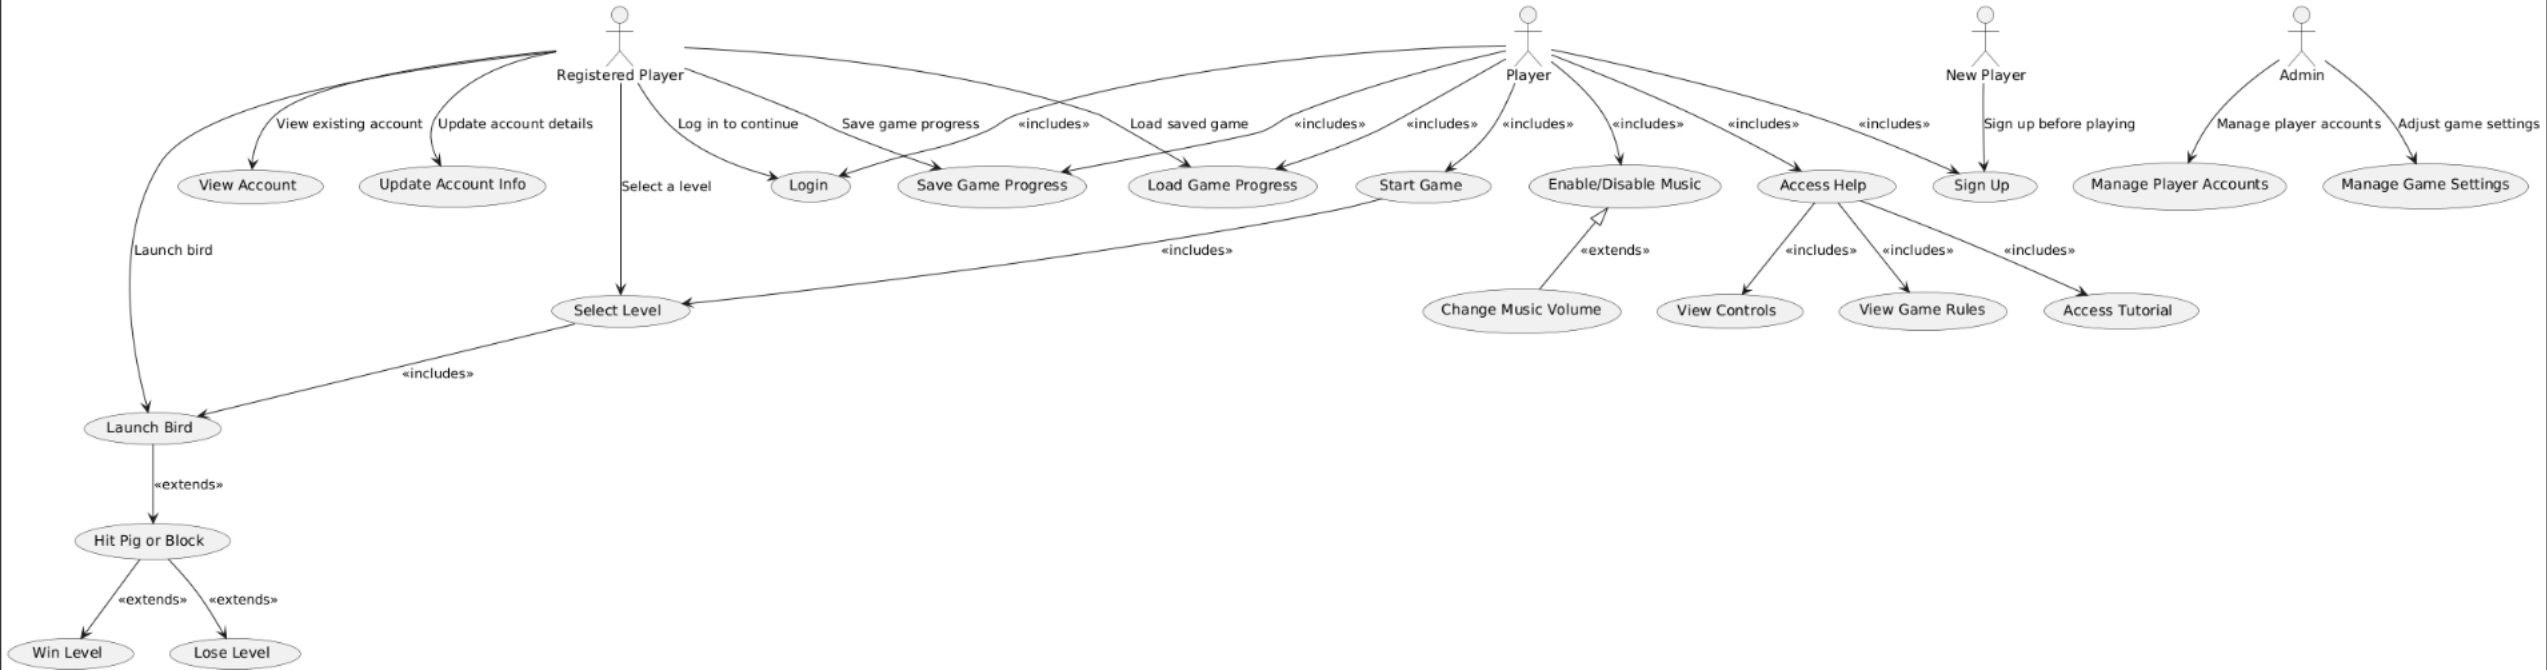 Registered Player
Player
New Player
Admin
View existing account
Update account details
Log in to continue
Save game progress
«includes»
Load saved game
«includes»
«includes»
«includes»
«includes»
«includes»
«includes»
Sign up before playing
Manage player accounts
Adjust game settings
View Account
Update Account Info
Select a level
Login
Save Game Progress
Load Game Progress
Start Game
Enable/Disable Music
Access Help
Sign Up
Manage Player Accounts
Manage Game Settings
Launch bird
«includes»
«extends»
«includes»
«includes»
«includes»
Select Level
Change Music Volume
View Controls
View Game Rules
Access Tutorial
«includes»
Launch Bird
«extends»
Hit Pig or Block
«extends»
«extends»
Win Level
Lose Level